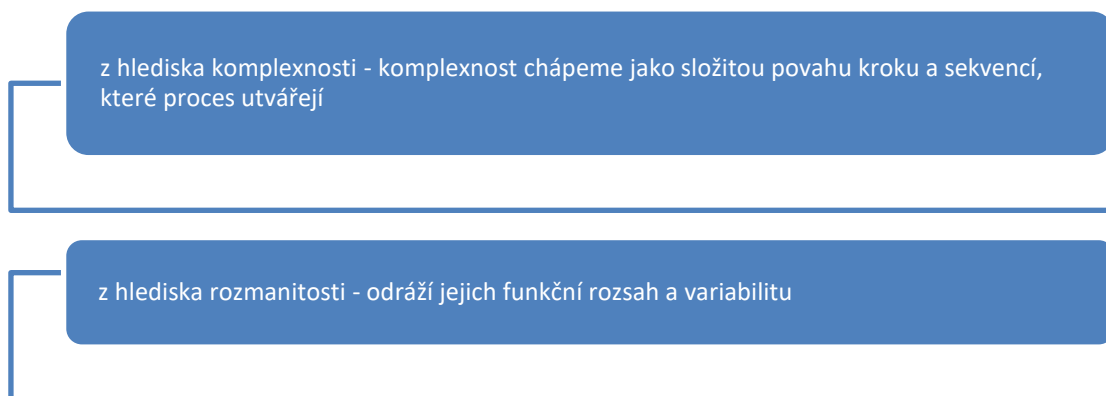 z hlediska komplexnosti - komplexnost chápeme jako složitou povahu kroku a sekvencí,
které proces utvářejí
z hlediska rozmanitosti - odráží jejich funkční rozsah a variabilitu